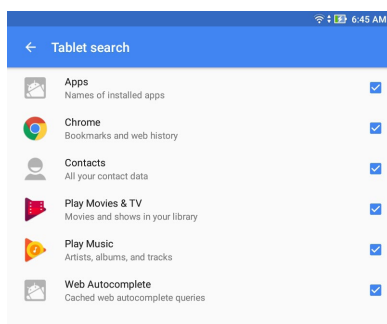 6:45 AM
Tablet search
Apps
Names of installed apps
Chrome
Bookmarks and web history
Contacts
All your contact data
Play Movies & TV
Movies and shows in your library
Play Music
Artists, albums, and tracks
Web Autocomplete
Cached web autocomplete queries